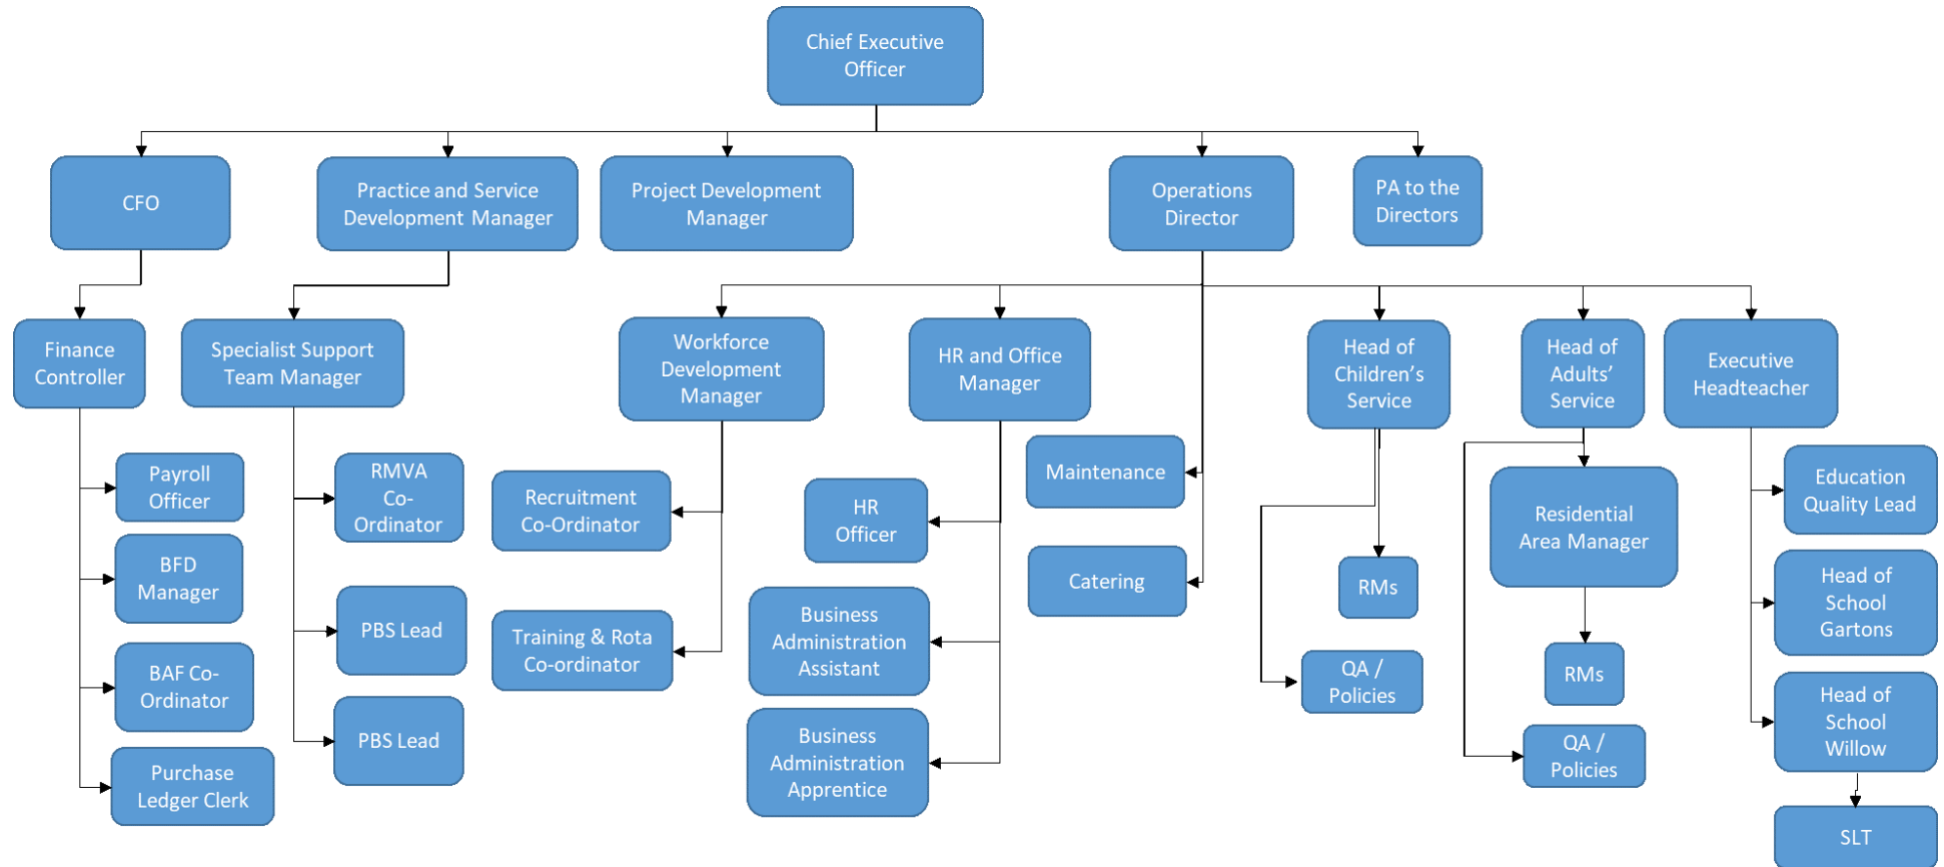 Chief Executive
Officer
CFO
Practice and Service
Development Manager
Project Development
Manager
Operations
Director
PA to the
Directors
Finance
Controller
Specialist Support
Team Manager
Workforce
Development
Manager
HR and Office
Manager
Head of
Children’s
Service
Head of
Adults’
Service
Executive
Headteacher
Payroll
Officer
BFD
Manager
BAF Co-
Ordinator
Purchase
Ledger Clerk
RMVA
Co-
Ordinator
PBS Lead
PBS Lead
Recruitment
Co-Ordinator
Training & Rota
Co-ordinator
HR
Officer
Business
Administration
Assistant
Business
Administration
Apprentice
Maintenance
Catering
RMs
QA /
Policies
Residential
Area Manager
RMs
QA /
Policies
Education
Quality Lead
Head of
School
Gartons
Head of
School
Willow
SLT